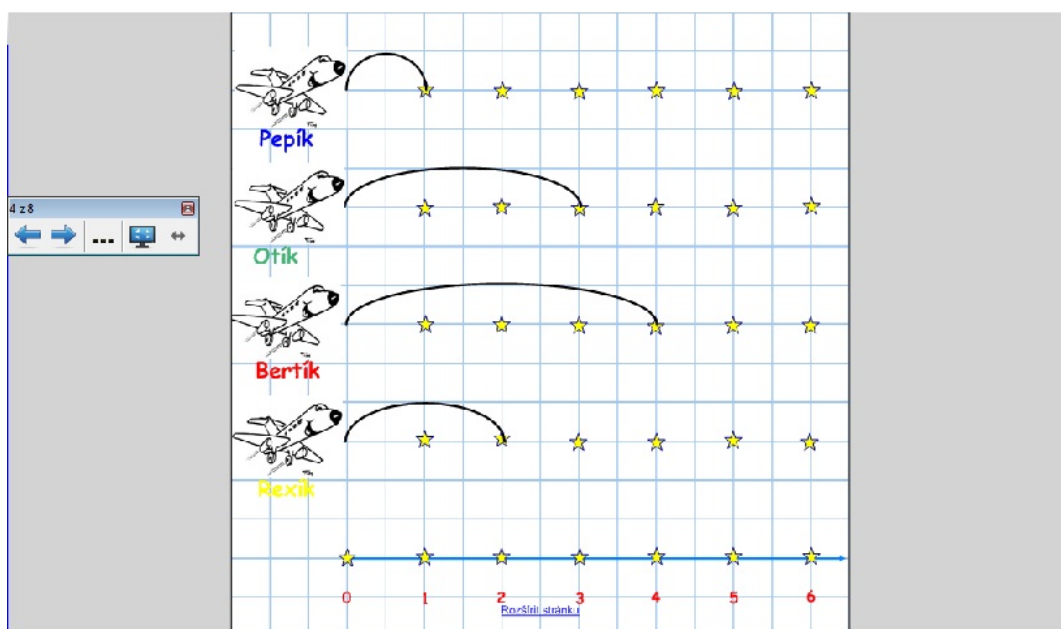 Pepík
4 z 8
...
Otík
Bertík
Rexík
0 1 2 3 4 5 6
Rozšířit stránku